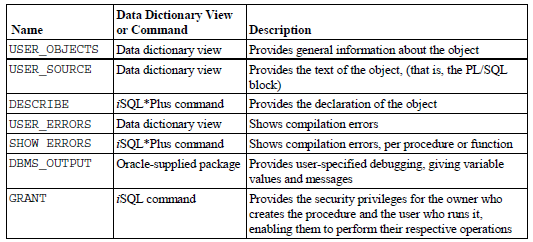 Name
Data Dictionary View
or Command
Description
USER_OBJECTS
Data dictionary view
Provides general information about the object
USER_SOURCE
Data dictionary view
Provides the text of the object, (that is, the PL/SQL
block)
DESCRIBE
iSQL*Plus command
Provides the declaration of the object
USER_ERRORS
Data dictionary view
Shows compilation errors
SHOW ERRORS
iSQL*Plus command
Shows compilation errors, per procedure or function
DBMS_OUTPUT
Oracle-supplied package
Provides user-specified debugging, giving variable
values and messages
GRANT
iSQL command
Provides the security privileges for the owner who
creates the procedure and the user who runs it,
enabling them to perform their respective operations